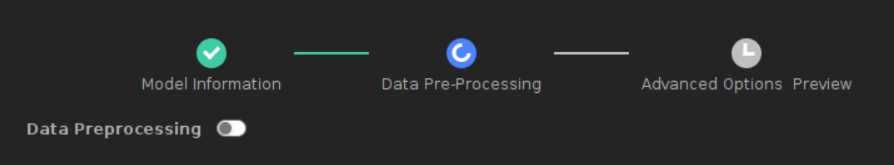 Model Information
Data Pre-Processing
Advanced Options Preview
Data Preprocessing